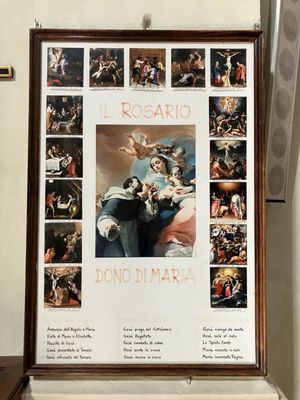 IL ROSARIO
DONO DI MARIA
Annuncio dell'Angelo a Maria
Visita di Maria a Elisabetta
Nascita di Gesù
Gesù presentato al Tempio
Gesù ritrovato nel Tempio
Gesù prega nel Getsemani
Gesù flagellato
Gesù coronato di spine
Gesù porta la croce
Gesù muore in croce
Gesù risorge da morte
Gesù sale al cielo
Lo Spirito Santo
Maria assunta in cielo
Maria incoronata Regina